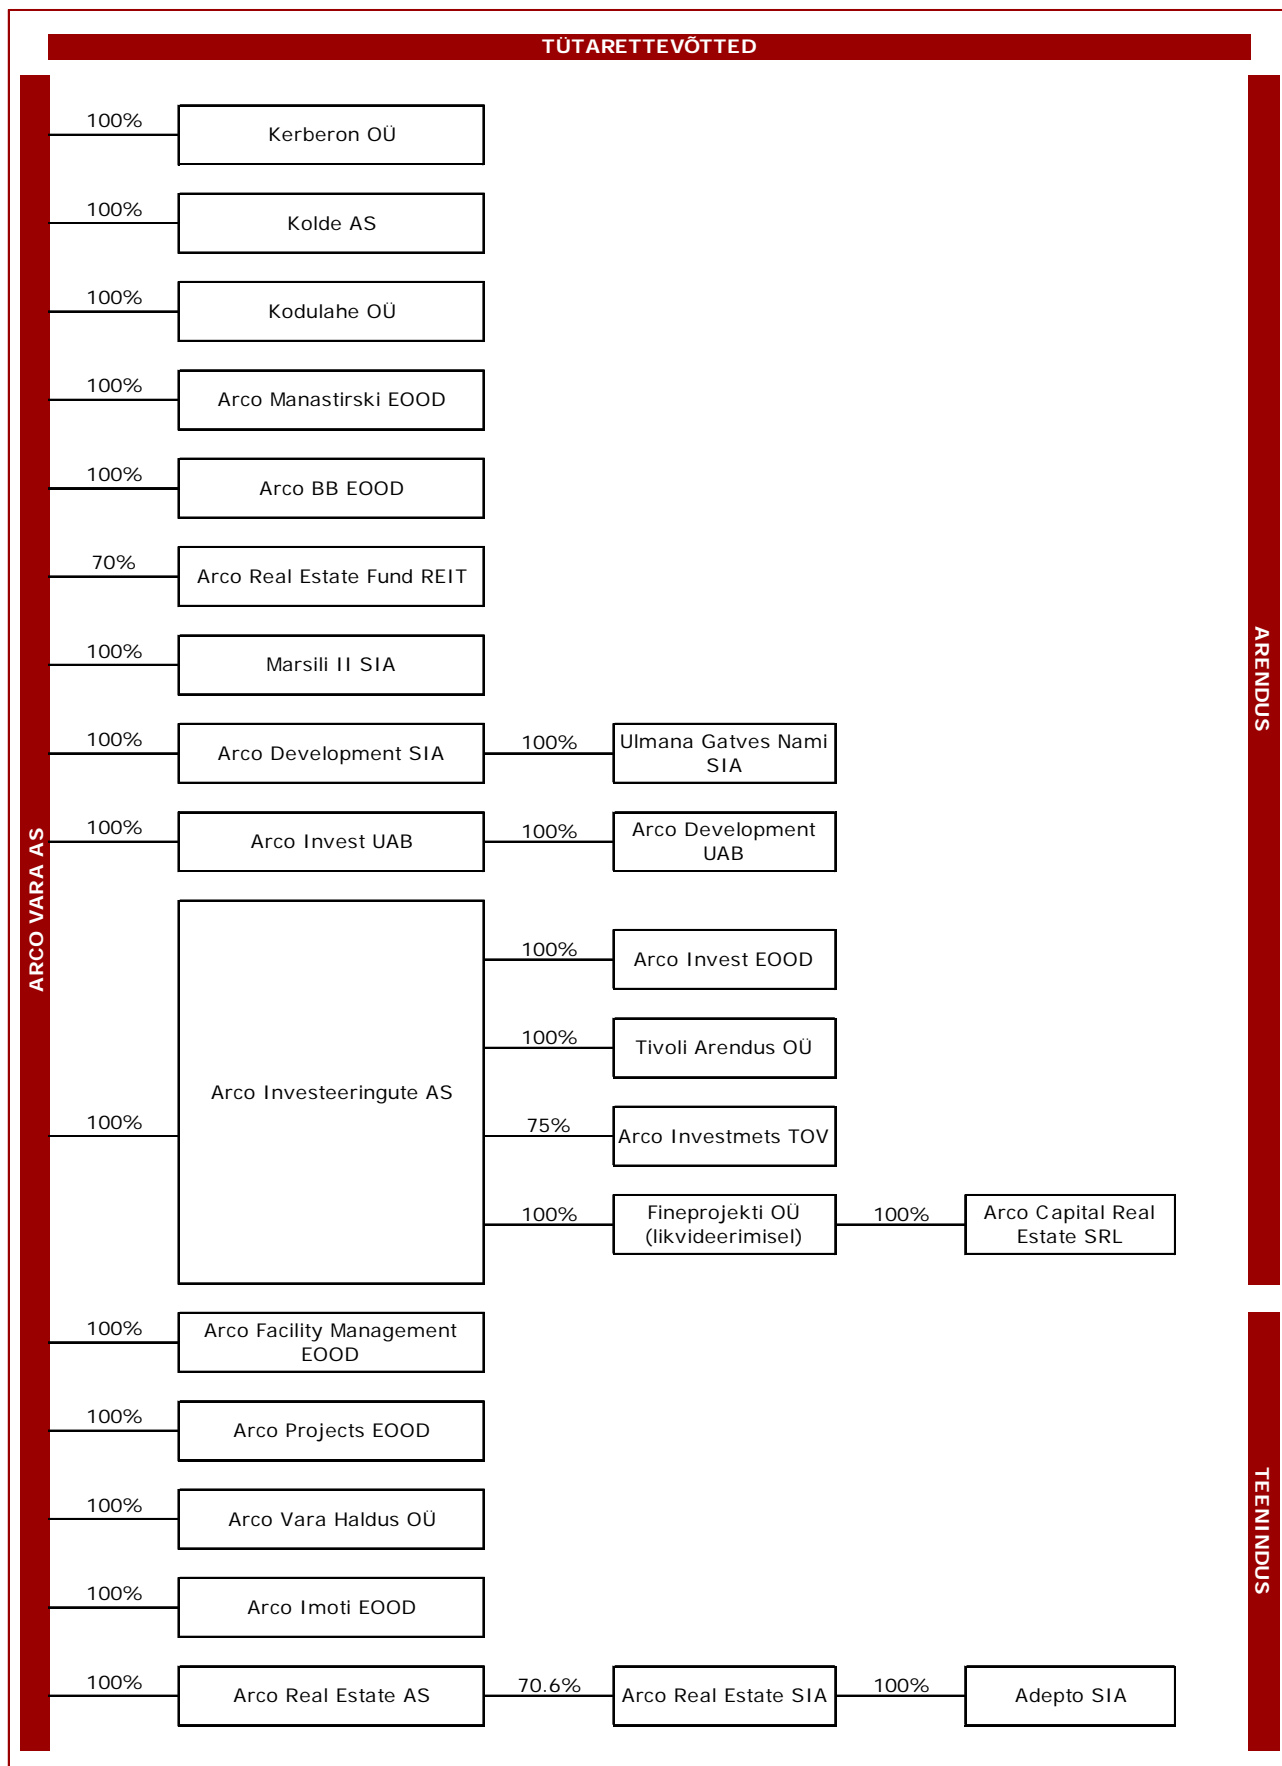 TÜTARETTEVÕTTED
ARCO VARA AS
ARENDUS
100%
Kerberon OÜ
100%
Kolde AS
100%
Kodulahe OÜ
100%
Arco Manastirski EOOD
100%
Arco BB EOOD
70%
Arco Real Estate Fund REIT
100%
Marsili II SIA
100%
Arco Development SIA
100%
Ulmana Gatves Nami
SIA
100%
Arco Invest UAB
100%
Arco Development
UAB
100%
Arco Investeeringute AS
100%
Arco Invest EOOD
100%
Tivoli Arendus OÜ
75%
Arco Investmets TOV
100%
Fineprojekti OÜ
(likvideerimisel)
100%
Arco Capital Real
Estate SRL
TEENINDUS
100%
Arco Facility Management
EOOD
100%
Arco Projects EOOD
100%
Arco Vara Haldus OÜ
100%
Arco Imoti EOOD
100%
Arco Real Estate AS
70.6%
Arco Real Estate SIA
100%
Adepto SIA